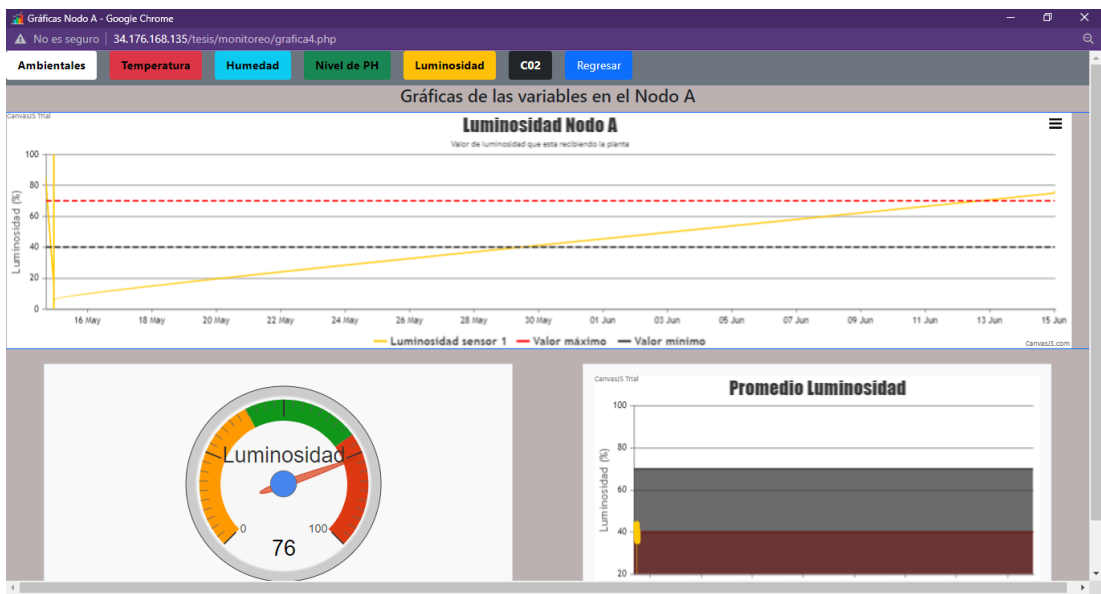 Gráficas Nodo A - Google Chrome
No es seguro | 34.176.168.135/tesis/monitoreo/grafica4.php
Ambientales Temperatura Humedad Nivel de PH Luminosidad C02 Regresar
Gráficas de las variables en el Nodo A
CanvasJS Trial
Luminosidad Nodo A
Valor de luminosidad que esta recibiendo la planta
Luminosidad (%)
100
80
60
40
20
0
16 May 18 May 20 May 22 May 24 May 26 May 28 May 30 May 01 Jun 03 Jun 05 Jun 07 Jun 09 Jun 11 Jun 13 Jun 15 Jun
Luminosidad sensor 1 Valor máximo Valor mínimo
CanvasJS.com
Luminosidad
0 100
76
CanvasJS Trial
Promedio Luminosidad
Luminosidad (%)
100
80
60
40
20